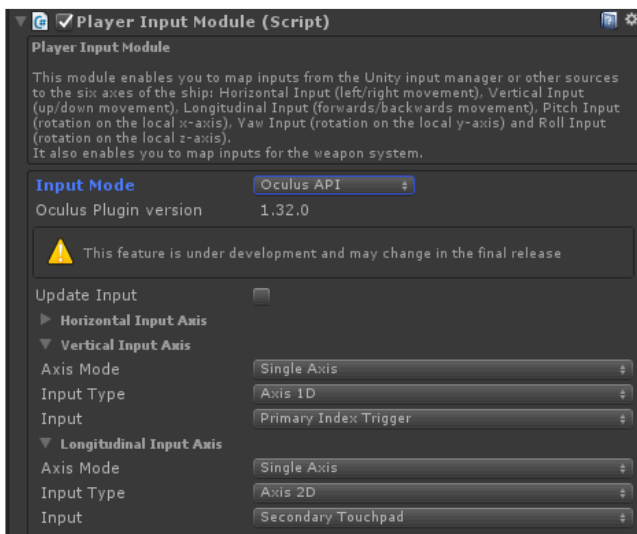 Player Input Module (Script)
Player Input Module
This module enables you to map inputs from the Unity input manager or other sources
to the six axes of the ship: Horizontal Input (left/right movement), Vertical Input
(up/down movement), Longitudinal Input (forwards/backwards movement), Pitch Input
(rotation on the local x-axis), Yaw Input (rotation on the local y-axis) and Roll Input
(rotation on the local z-axis).
It also enables you to map inputs for the weapon system.
Input Mode Oculus API
Oculus Plugin version 1.32.0
This feature is under development and may change in the final release
Update Input
Horizontal Input Axis
Vertical Input Axis
Axis Mode Single Axis
Input Type Axis 1D
Input Primary Index Trigger
Longitudinal Input Axis
Axis Mode Single Axis
Input Type Axis 2D
Input Secondary Touchpad